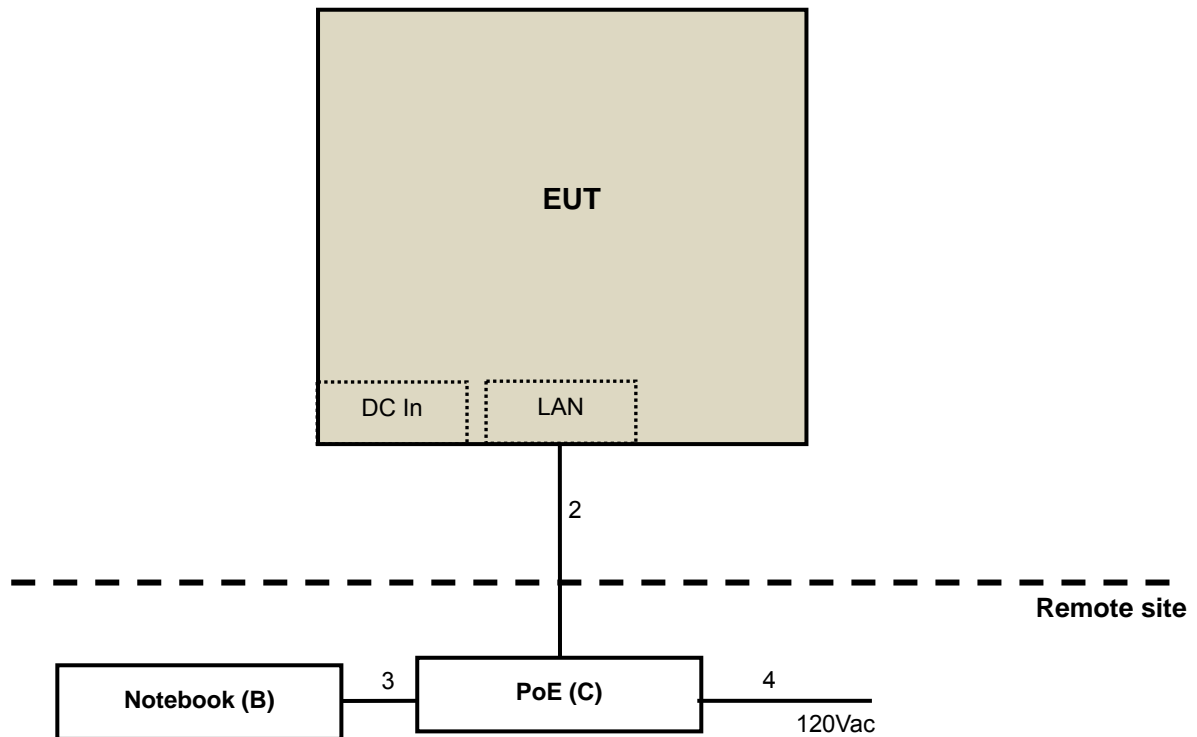 EUT
DC In
LAN
2
Remote site
Notebook (B)
3
PoE (C)
4
120Vac